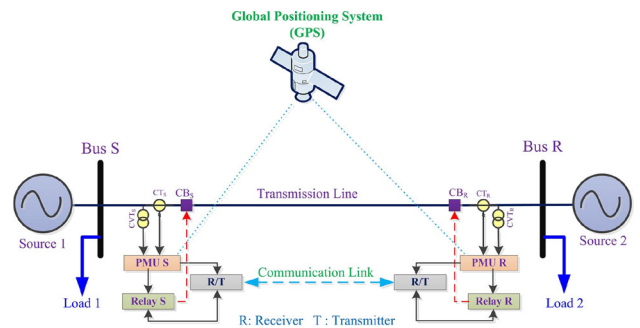 Global Positioning System
(GPS)
Bus S
Bus R
CTS
CBS
Transmission Line
CBR
CTR
CVTS
CVTR
Source 1
Source 2
PMU S
PMU R
R/T
Communication Link
R/T
Load 1
Relay S
Relay R
Load 2
R: Receiver T : Transmitter